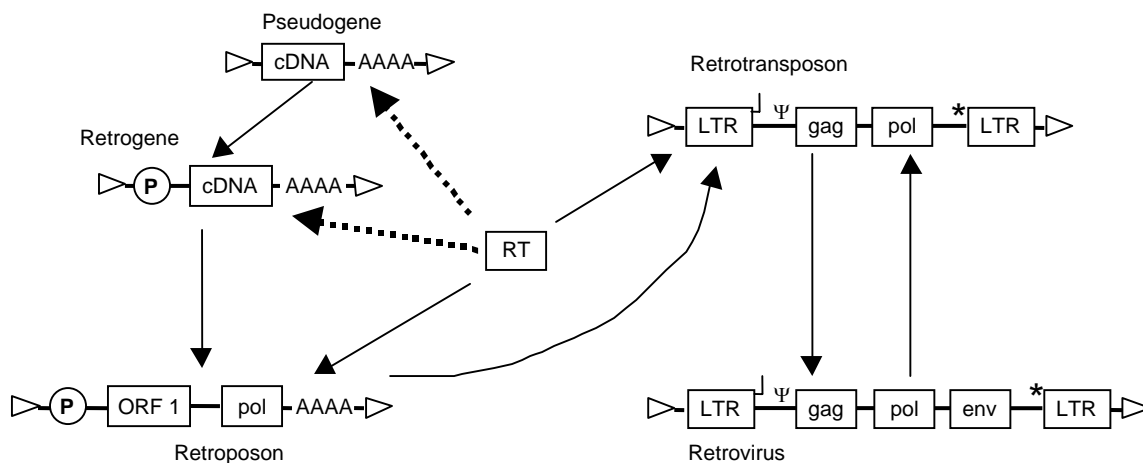 Pseudogene
cDNA AAAA
Retrotransposon
LTR Ψ gag pol * LTR
Retrogene
P cDNA AAAA
RT
P ORF 1 pol AAAA
Retroposon
LTR Ψ gag pol env * LTR
Retrovirus